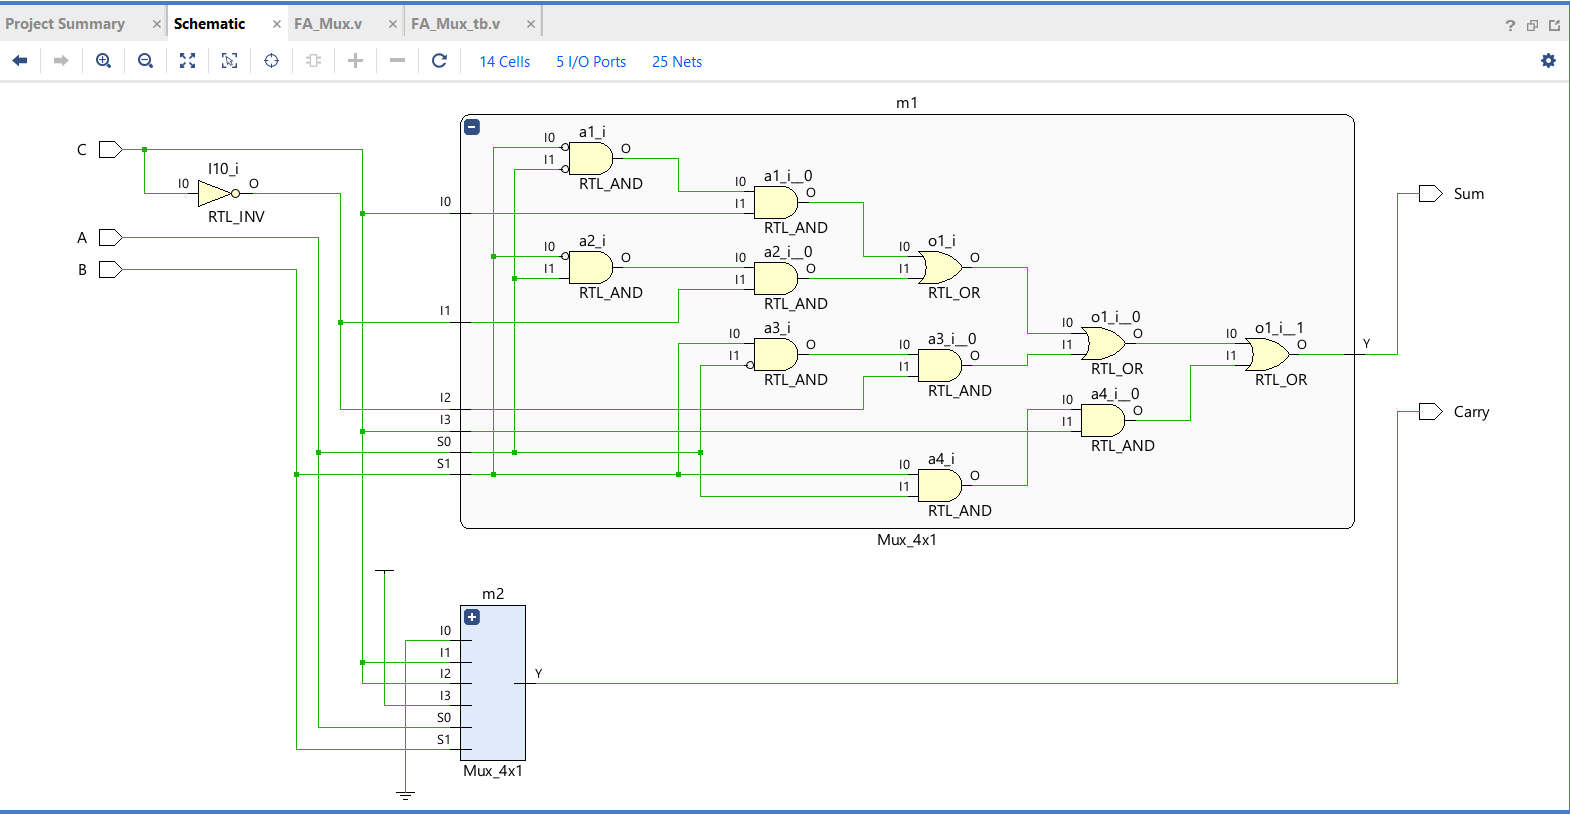 Project Summary × Schematic × FA_Mux.v × FA_Mux_tb.v × ?
14 Cells 5 I/O Ports 25 Nets
m1
C
I10_i
I0 O
RTL_INV
A
B
I0
I1
I2
I3
S0
S1
a1_i
I0
I1
O
RTL_AND
a1_i__0
I0
I1
O
RTL_AND
a2_i
I0
I1
O
RTL_AND
a2_i__0
I0
I1
O
RTL_AND
o1_i
I0
I1
O
RTL_OR
a3_i
I0
I1
O
RTL_AND
a3_i__0
I0
I1
O
RTL_AND
o1_i__0
I0
I1
O
RTL_OR
o1_i__1
I0
I1
O
RTL_OR
a4_i__0
I0
I1
O
RTL_AND
a4_i
I0
I1
O
RTL_AND
Y
Sum
Carry
Mux_4x1
m2
I0
I1
I2
I3
S0
S1
Y
Mux_4x1